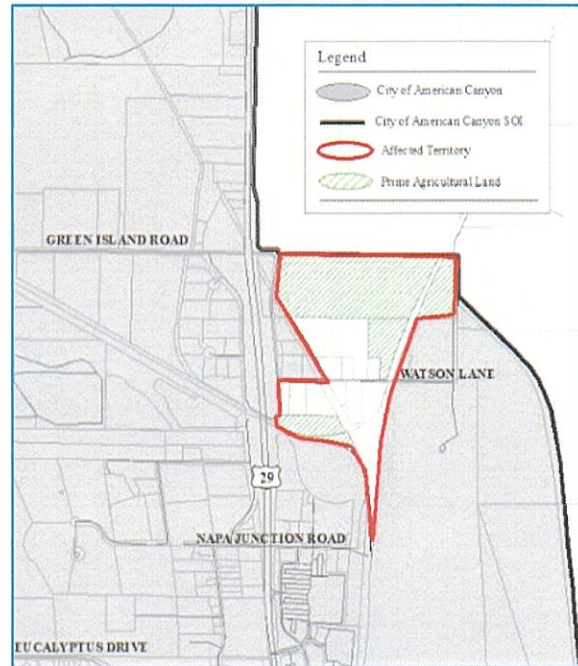 Legend
City of American Canyon
City of American Canyon SOI
Affected Territory
Prime Agricultural Land
GREEN ISLAND ROAD
WATSON LANE
29
NAPA JUNCTION ROAD
EUCALYPTUS DRIVE